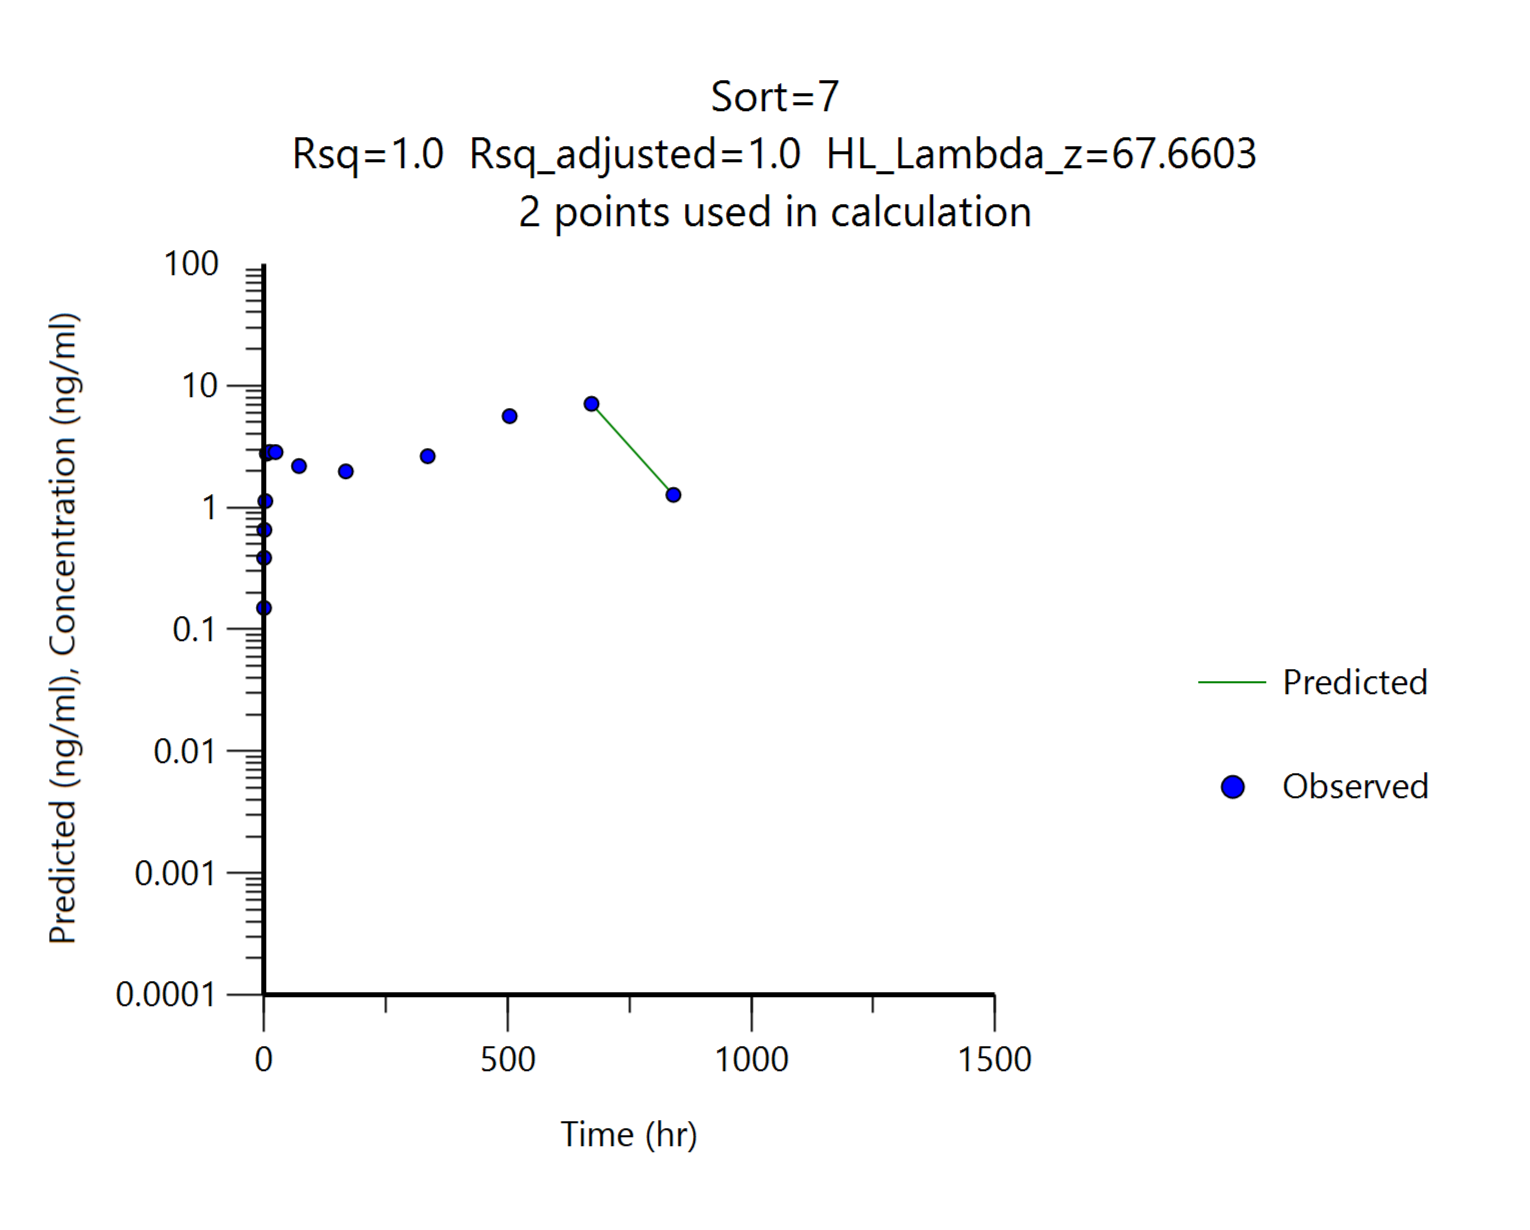 Sort=7
Rsq=1.0 Rsq_adjusted=1.0 HL_Lambda_z=67.6603
2 points used in calculation
Predicted (ng/ml), Concentration (ng/ml)
100
10
1
0.1
0.01
0.001
0.0001
0 500 1000 1500
Time (hr)
Predicted
Observed